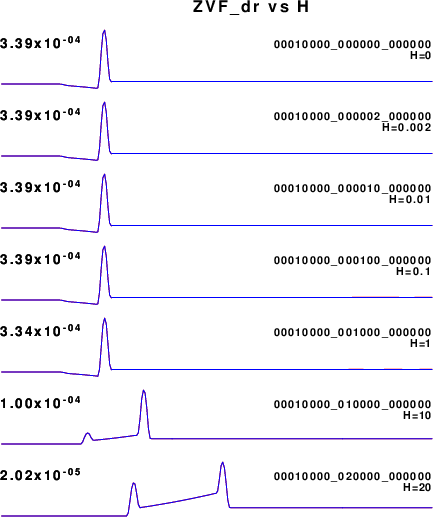 ZVF_dr vs H
3.39x10⁻⁰⁴ 00010000_000000_000000
H=0
3.39x10⁻⁰⁴ 00010000_000002_000000
H=0.002
3.39x10⁻⁰⁴ 00010000_000010_000000
H=0.01
3.39x10⁻⁰⁴ 00010000_000100_000000
H=0.1
3.34x10⁻⁰⁴ 00010000_001000_000000
H=1
1.00x10⁻⁰⁴ 00010000_010000_000000
H=10
2.02x10⁻⁰⁵ 00010000_020000_000000
H=20